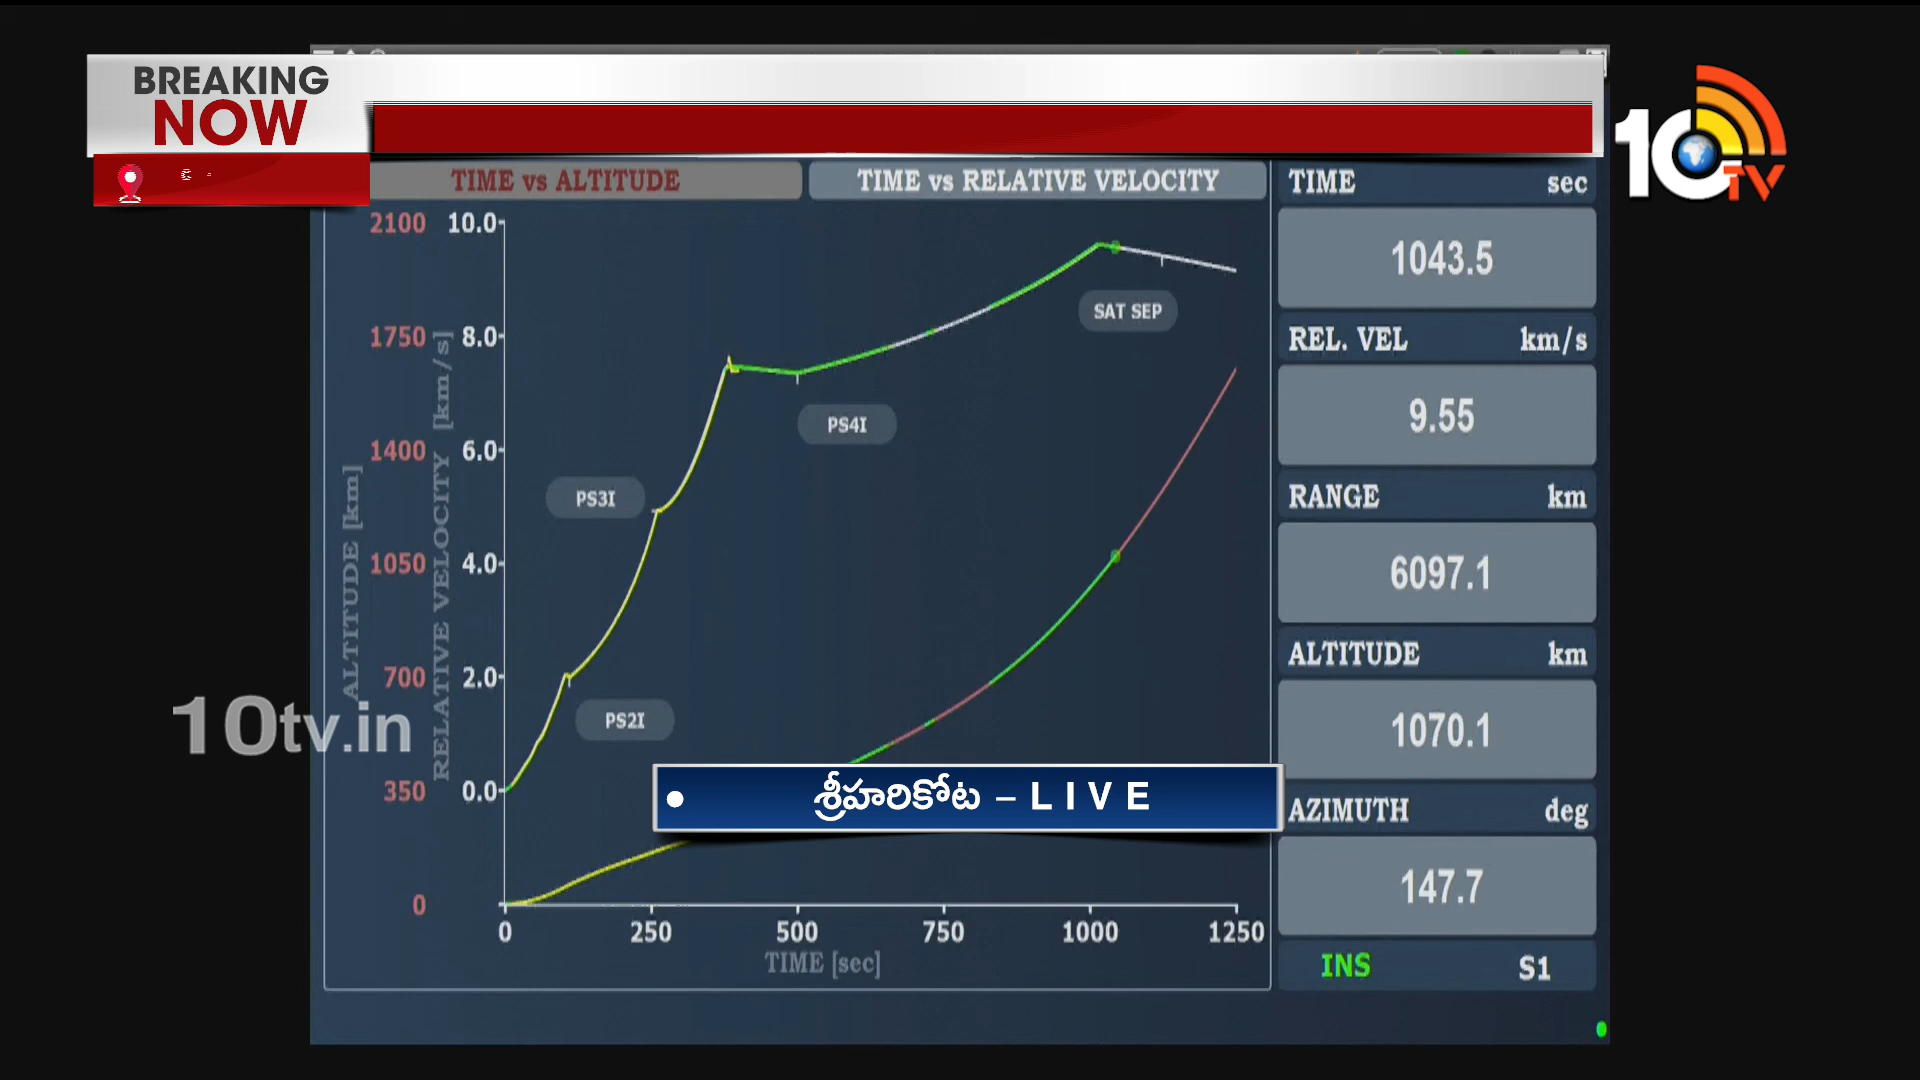 BREAKING
NOW
10
TV
TIME vs ALTITUDE
TIME vs RELATIVE VELOCITY
TIME sec
1043.5
REL. VEL km/s
9.55
RANGE km
6097.1
ALTITUDE km
1070.1
AZIMUTH deg
147.7
INS S1
2100 10.0
1750 8.0
1400 6.0
1050 4.0
700 2.0
350 0.0
0
ALTITUDE [km]
RELATIVE VELOCITY [km/s]
SAT SEP
PS4I
PS3I
PS2I
0 250 500 750 1000 1250
TIME [sec]
10tv.in
శ్రీహరికోట – LIVE